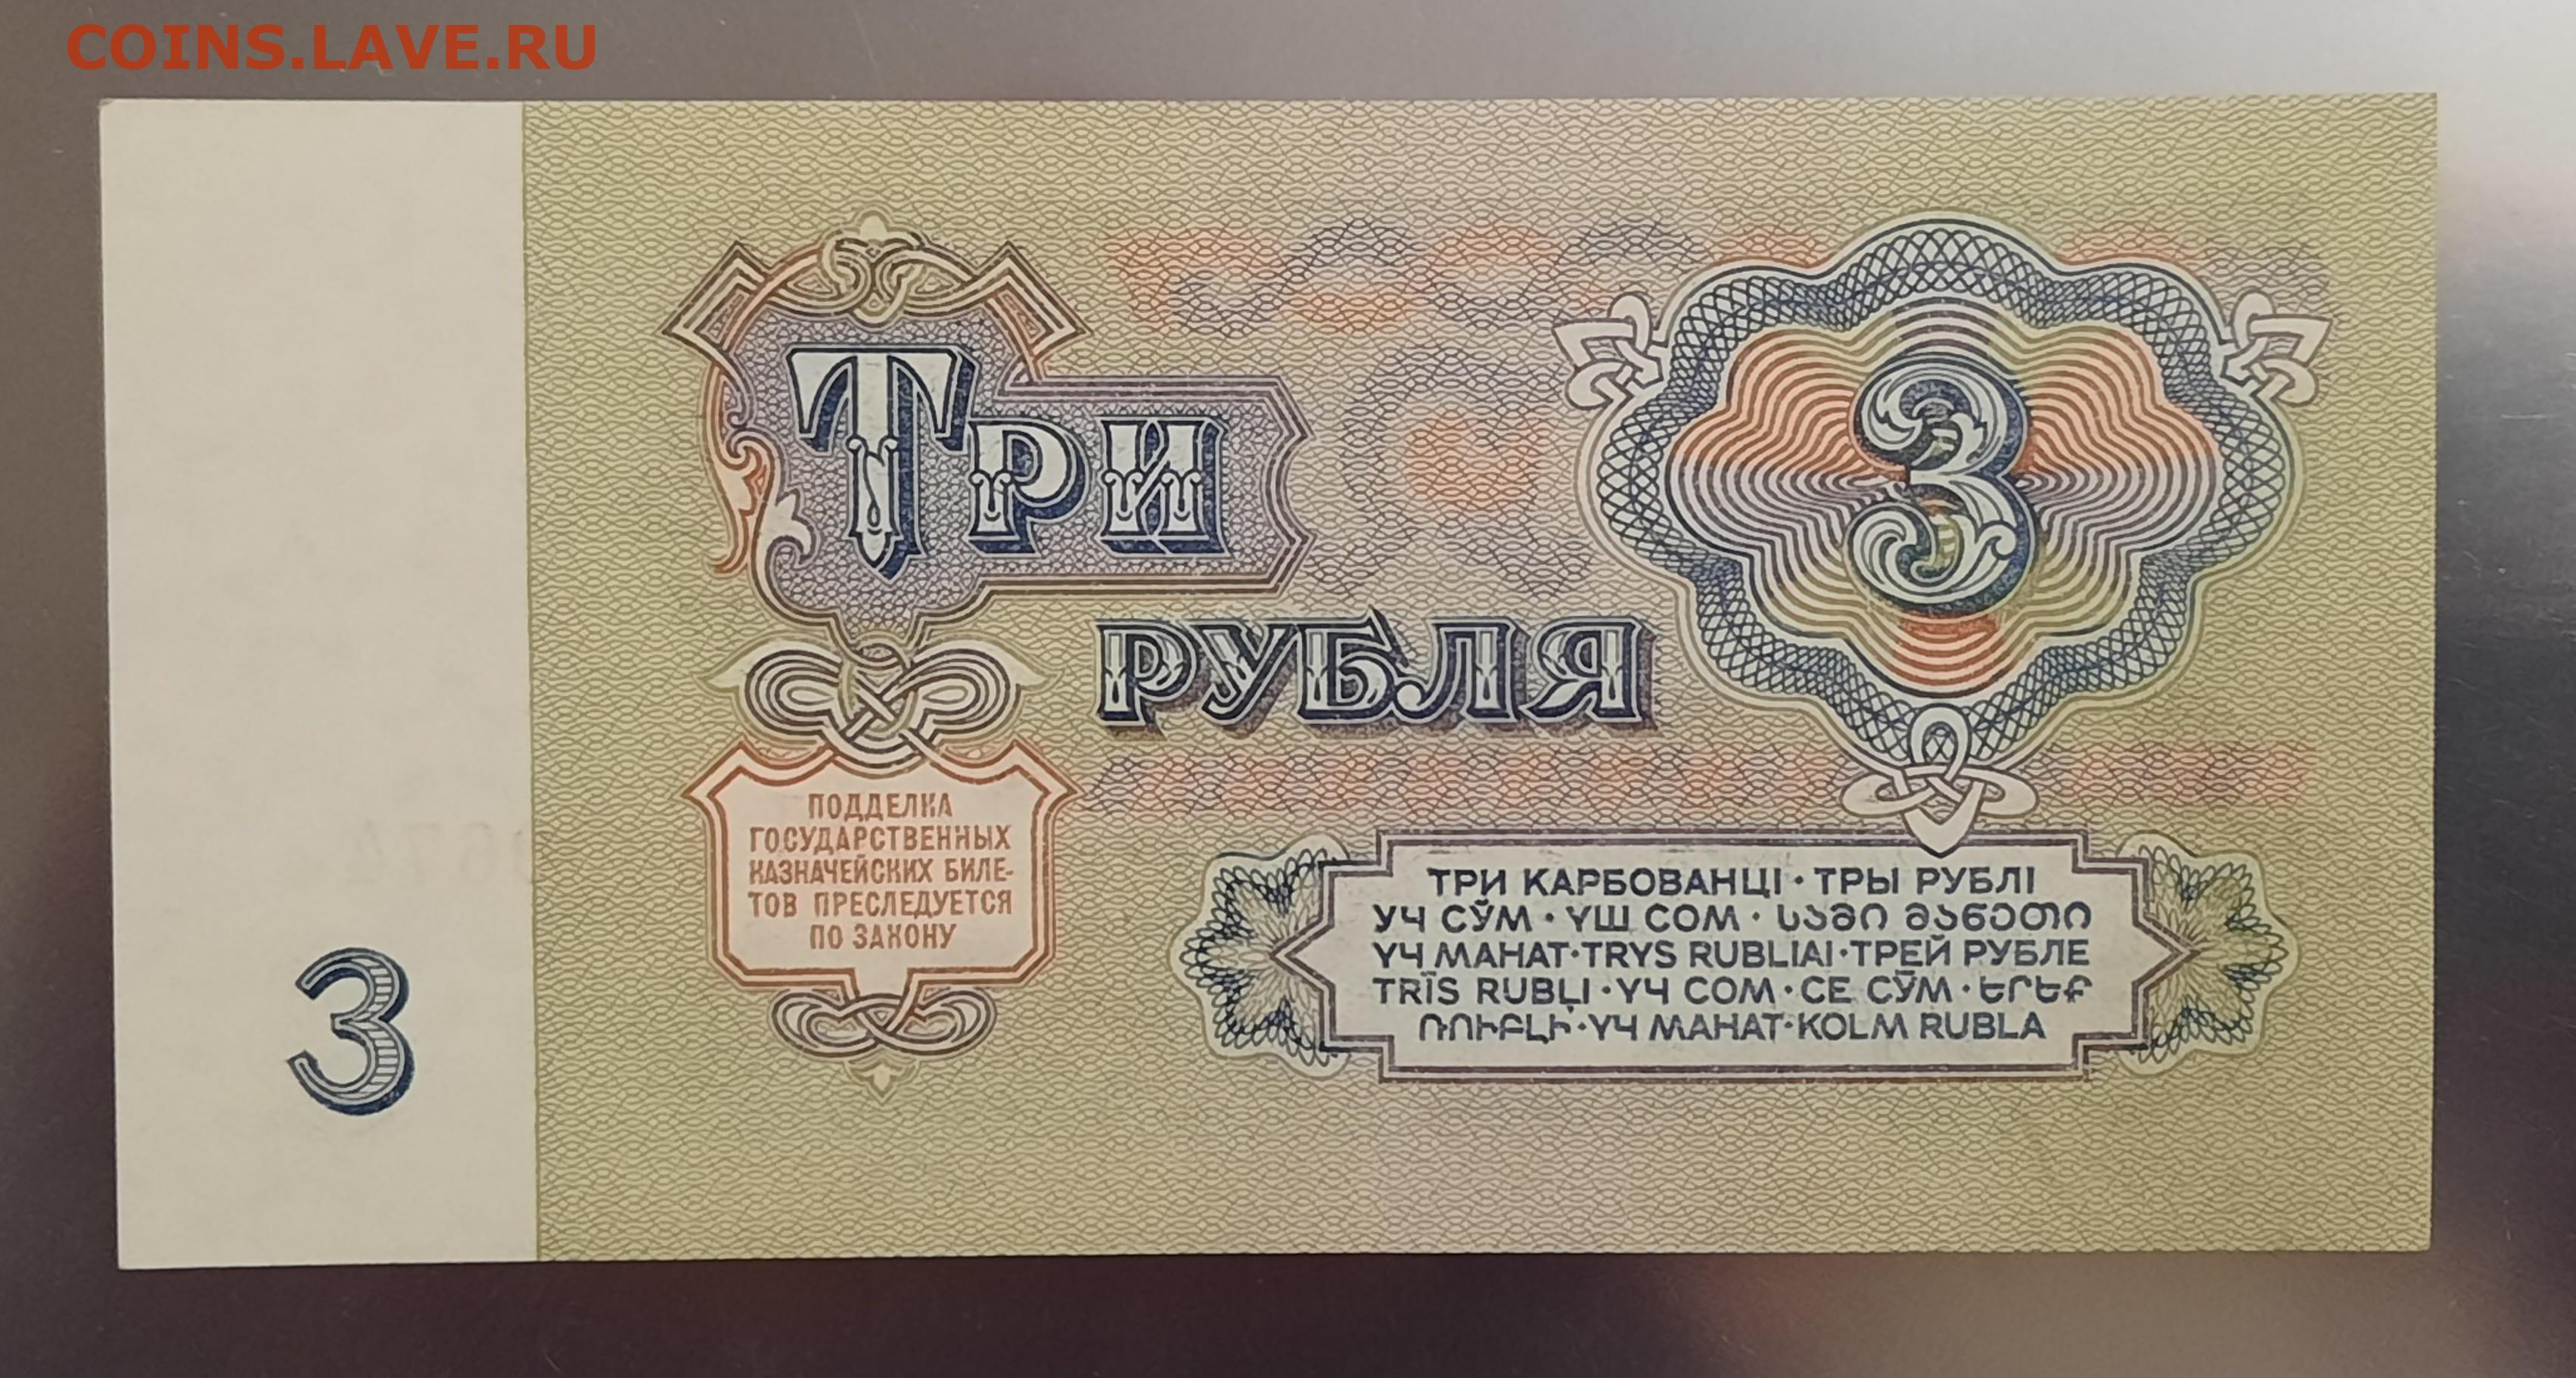 COINS.LAVE.RU
ТРИ
3
РУБЛЯ
ПОДДЕЛКА
ГОСУДАРСТВЕННЫХ
КАЗНАЧЕЙСКИХ БИЛЕ-
ТОВ ПРЕСЛЕДУЕТСЯ
ПО ЗАКОНУ
3
ТРИ КАРБОВАНЦІ · ТРЫ РУБЛІ
УЧ СЎМ · ҮШ СОМ · ᲡᲐᲛᲘ ᲛᲐᲜᲔᲗᲘ
ҮЧ МАНАТ · TRYS RUBLIAI · ТРЕЙ РУБЛЕ
TRĪS RUBĻI · ҮЧ СОМ · СЕ СӮМ · ԵՐԵՔ
ՌՈՒԲԼԻ · ҮЧ МАНАТ · KOLM RUBLA